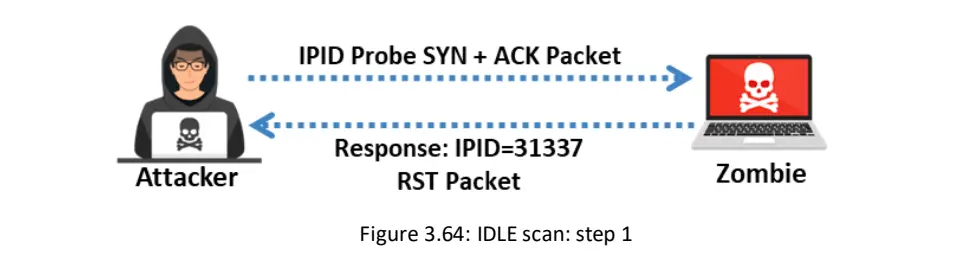 IPID Probe SYN + ACK Packet
Response: IPID=31337
RST Packet
Attacker
Zombie
Figure 3.64: IDLE scan: step 1